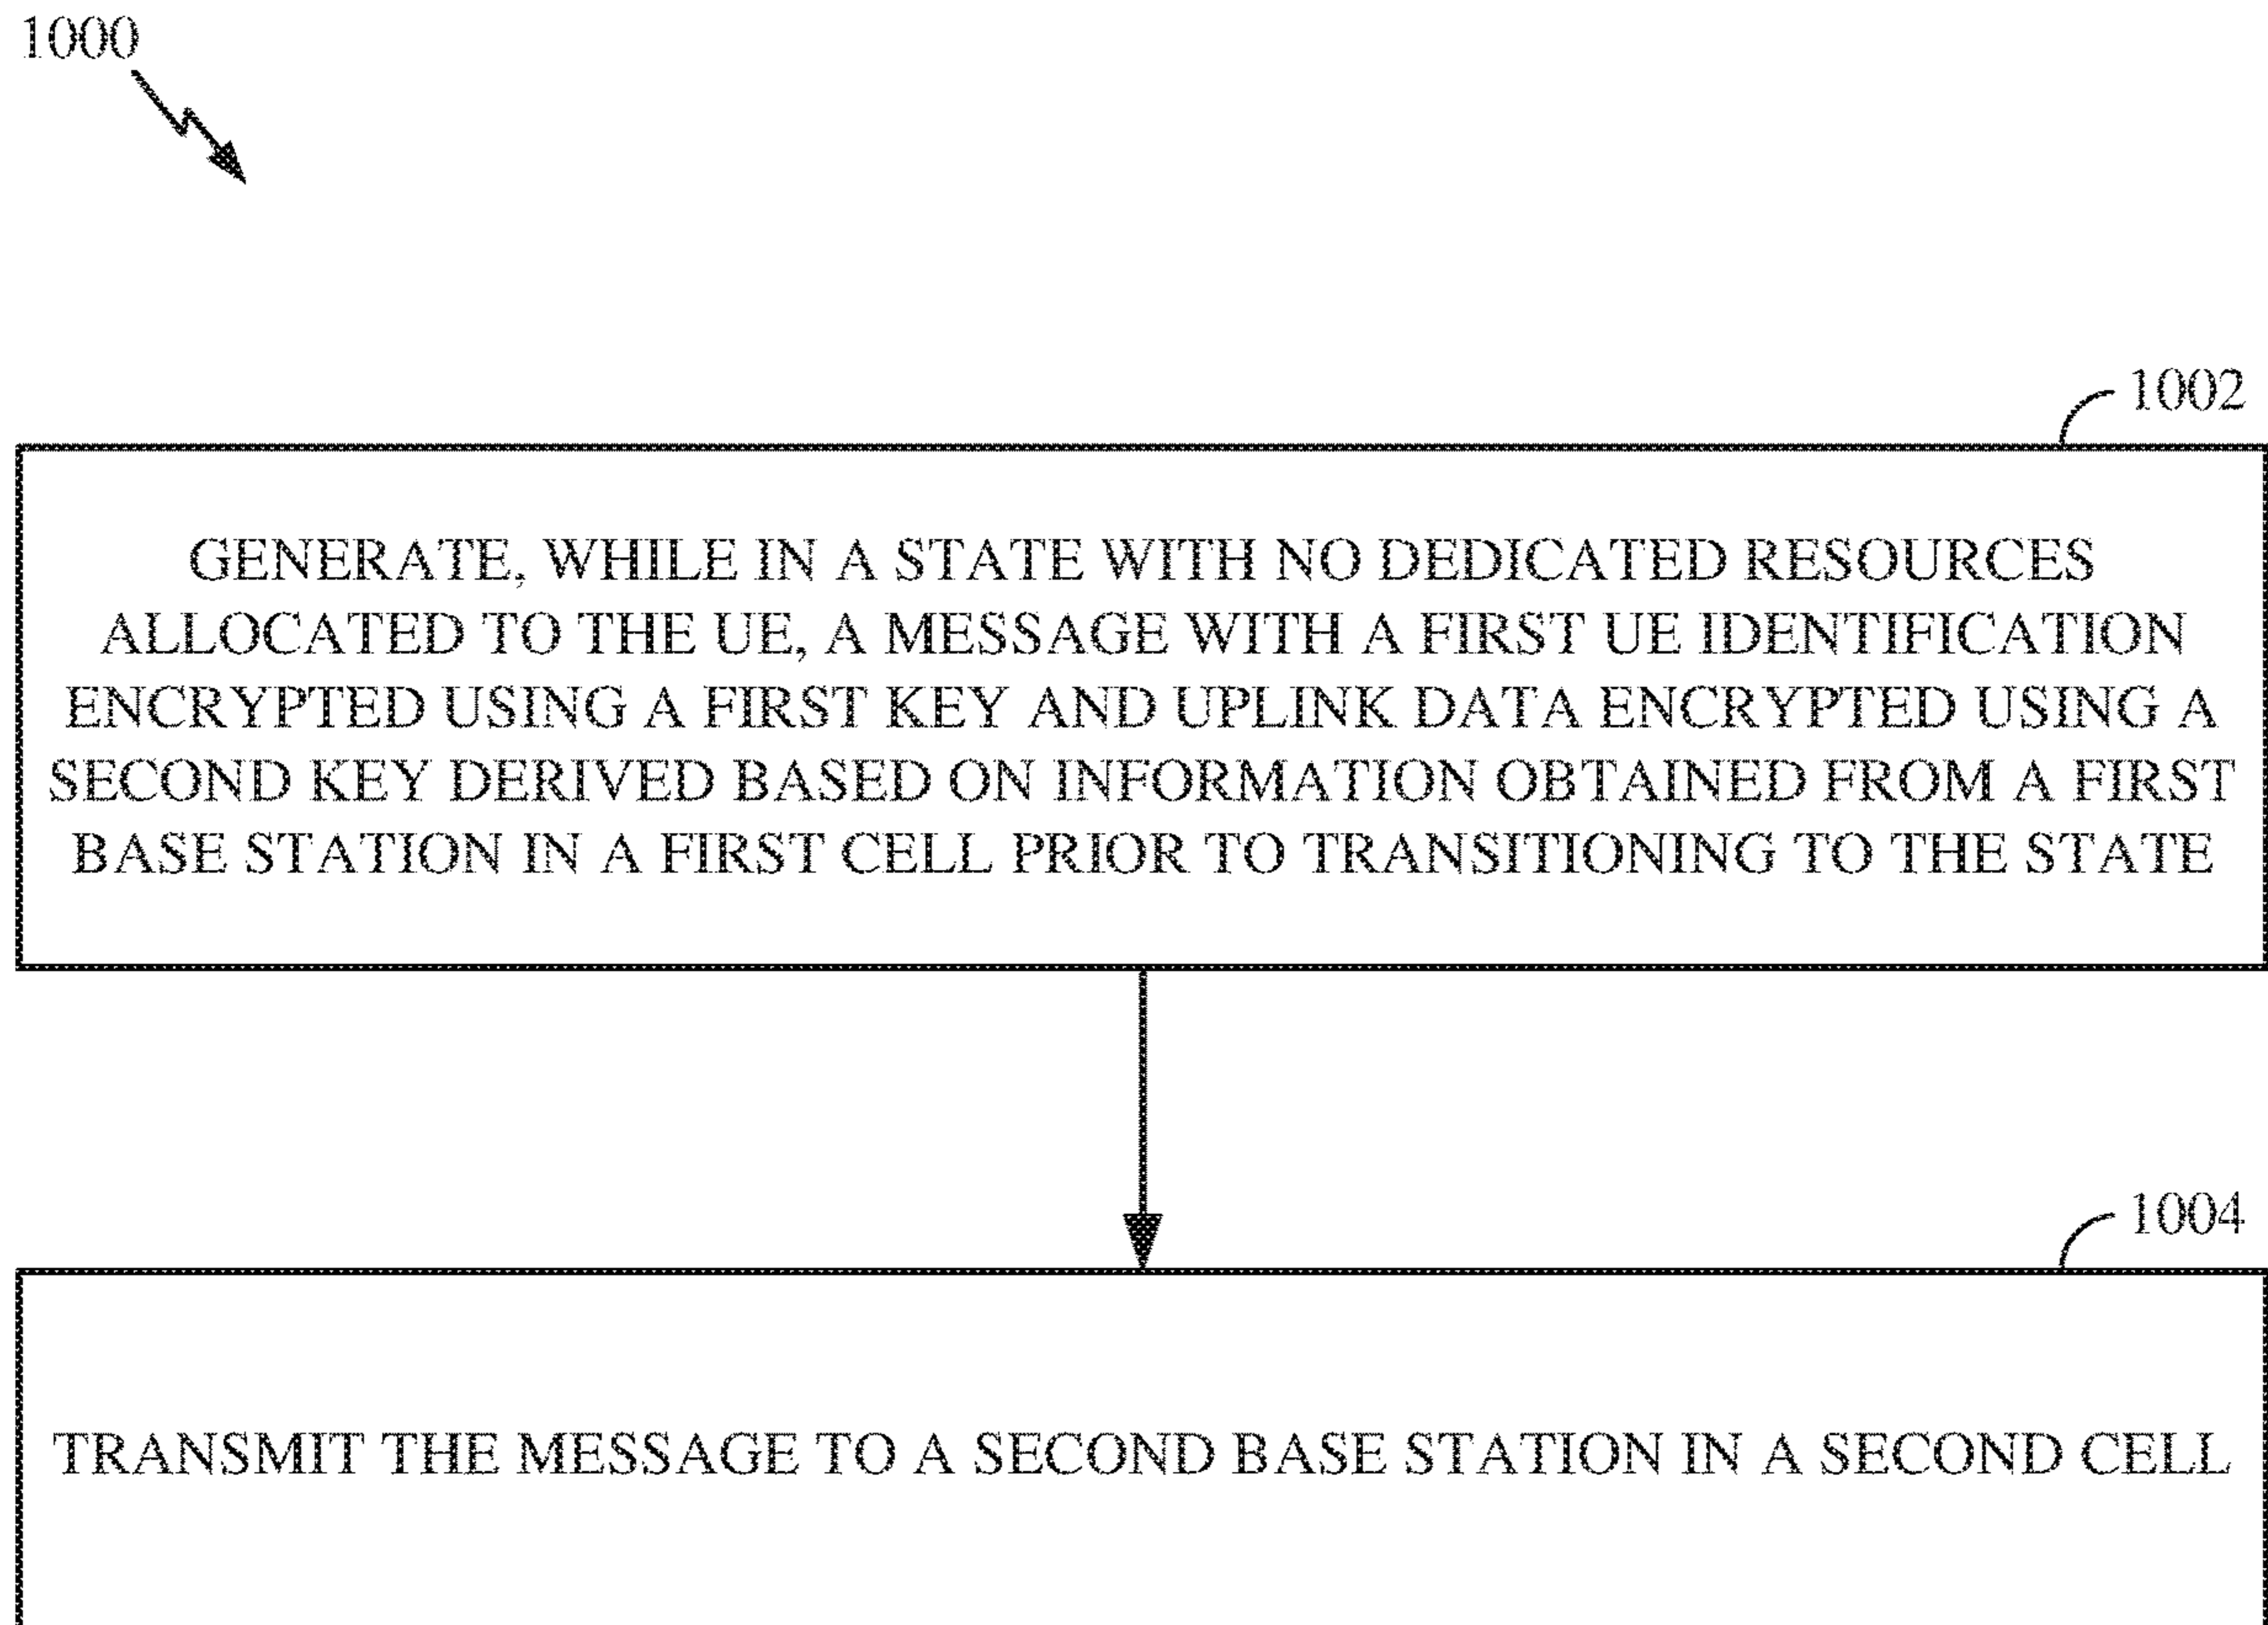 1000
1002
GENERATE, WHILE IN A STATE WITH NO DEDICATED RESOURCES
ALLOCATED TO THE UE, A MESSAGE WITH A FIRST UE IDENTIFICATION
ENCRYPTED USING A FIRST KEY AND UPLINK DATA ENCRYPTED USING A
SECOND KEY DERIVED BASED ON INFORMATION OBTAINED FROM A FIRST
BASE STATION IN A FIRST CELL PRIOR TO TRANSITIONING TO THE STATE
1004
TRANSMIT THE MESSAGE TO A SECOND BASE STATION IN A SECOND CELL